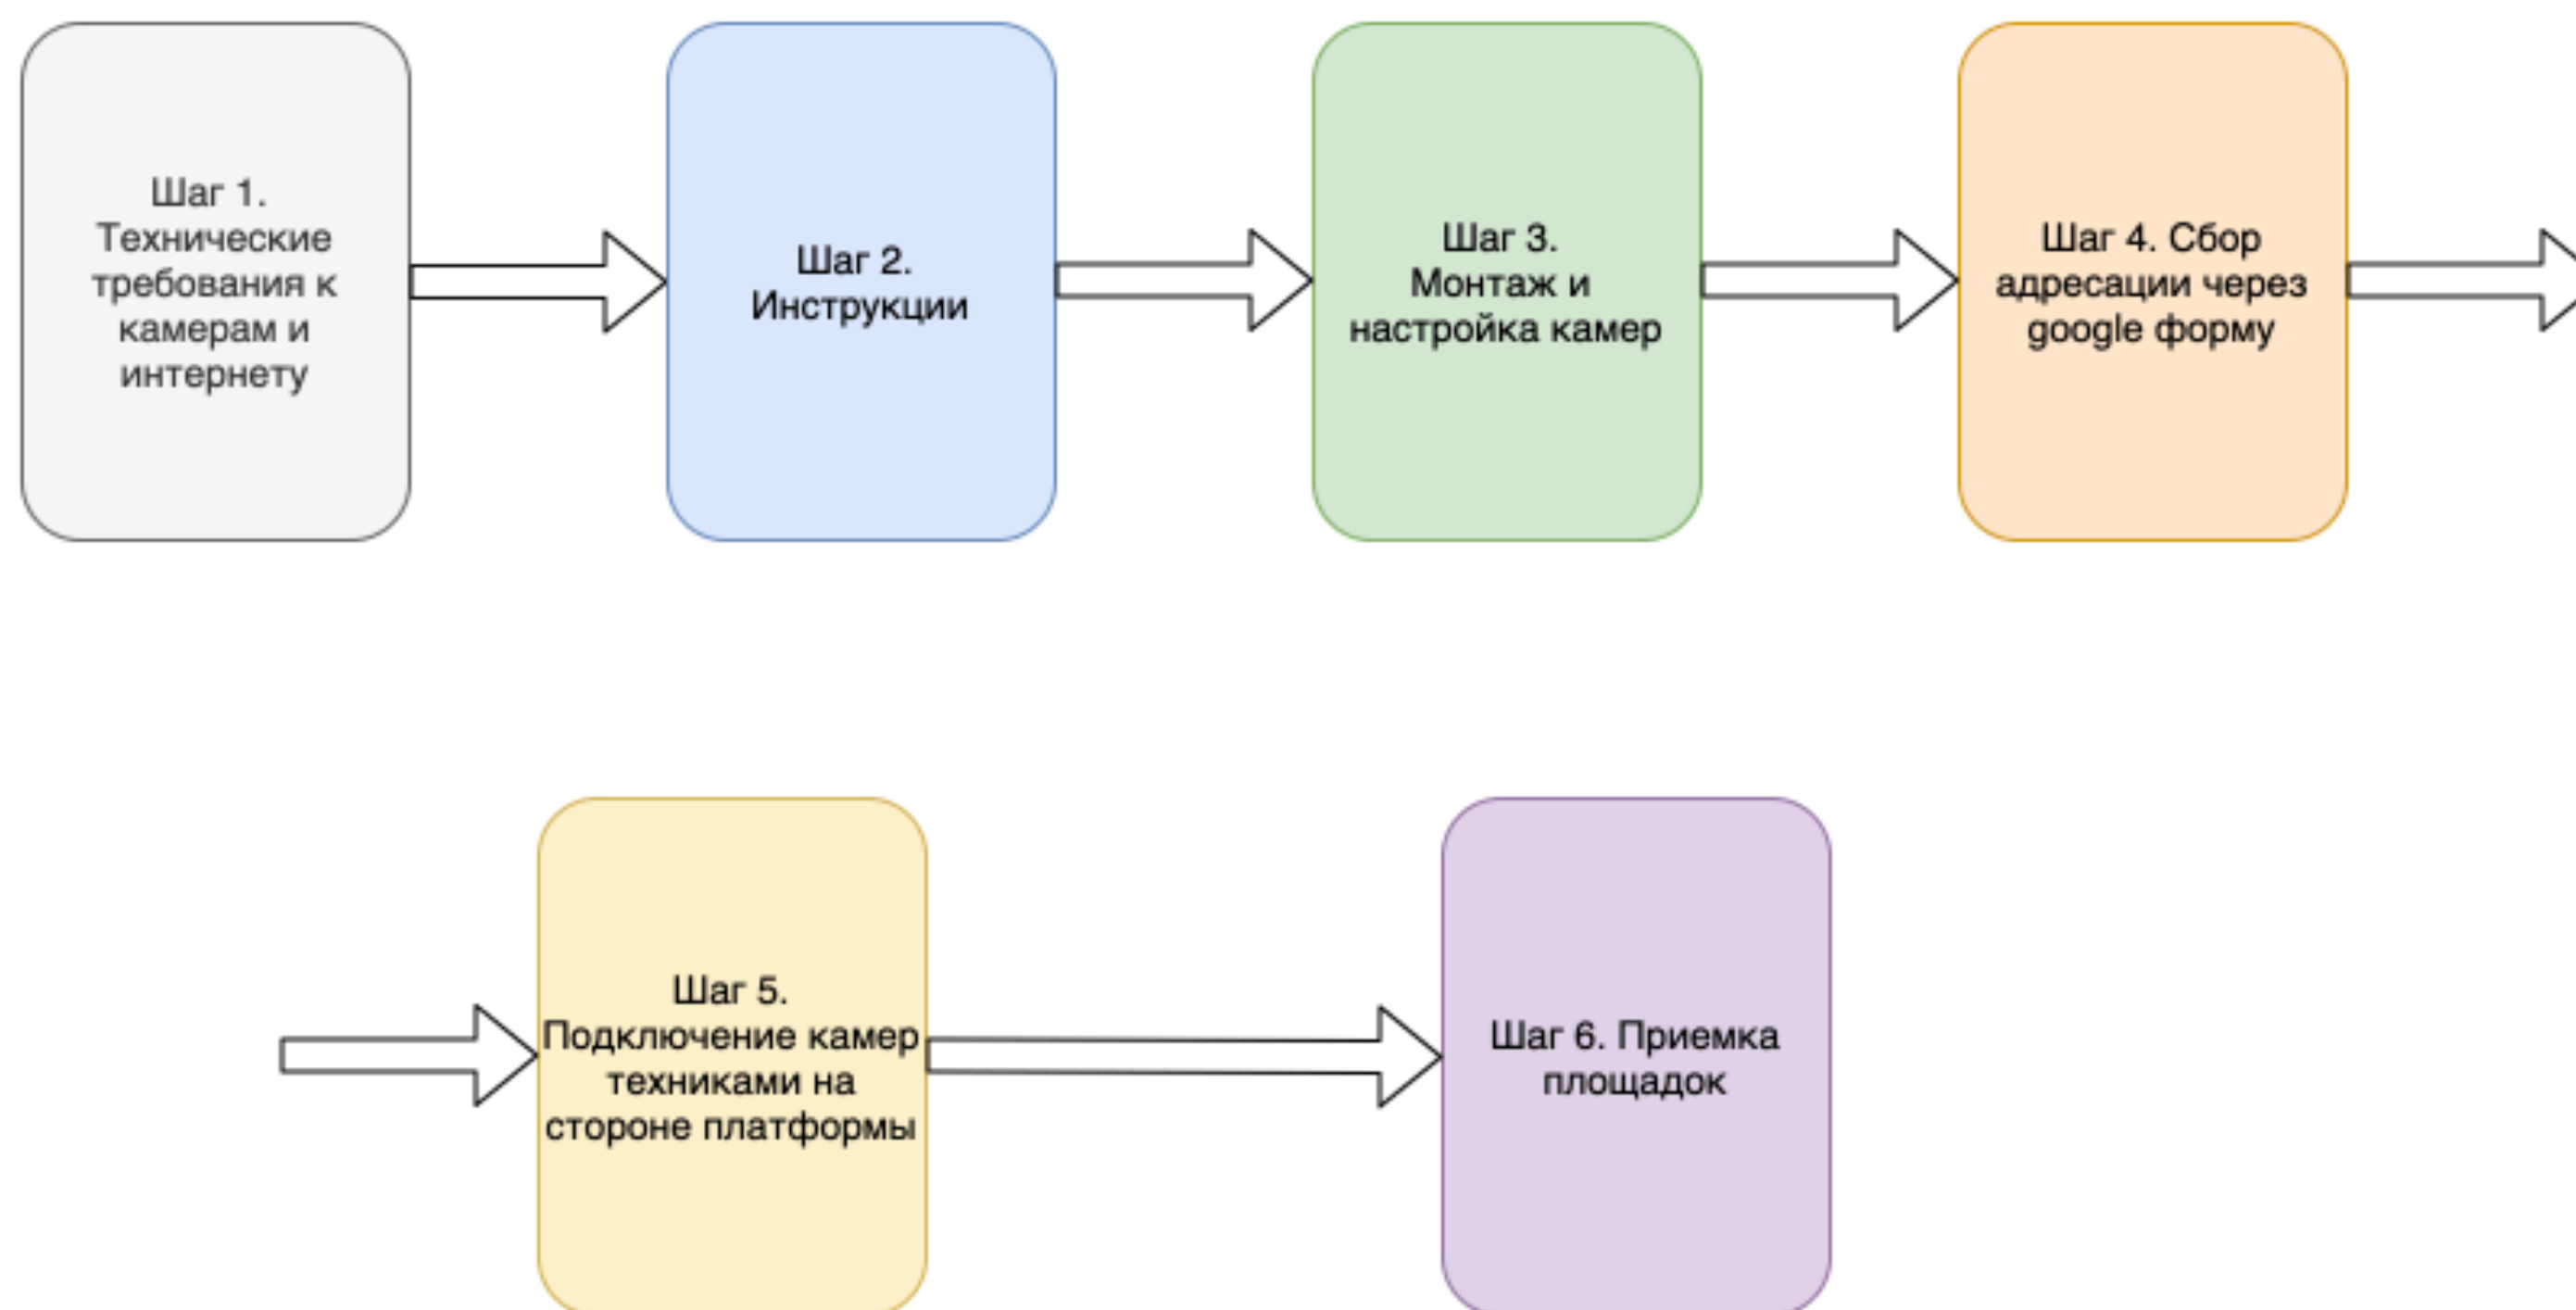 Шаг 1.
Технические
требования к
камерам и
интернету
Шаг 2.
Инструкции
Шаг 3.
Монтаж и
настройка камер
Шаг 4. Сбор
адресации через
google форму
Шаг 5.
Подключение камер
техниками на
стороне платформы
Шаг 6. Приемка
площадок